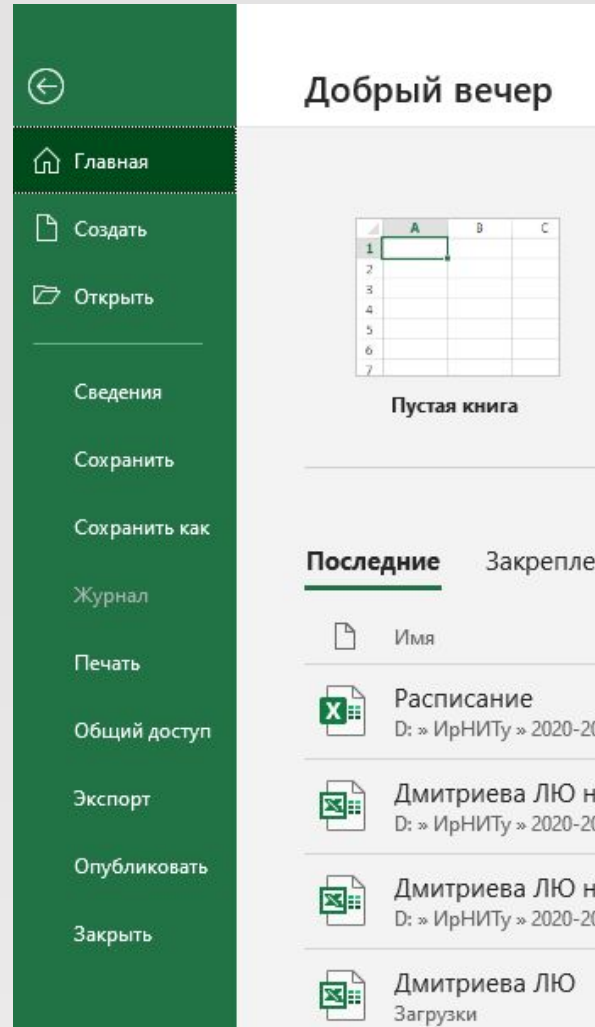 Добрый вечер
Главная
Создать
Открыть
Сведения
Сохранить
Сохранить как
Журнал
Печать
Общий доступ
Экспорт
Опубликовать
Закрыть
A B C
1
2
3
4
5
6
7
Пустая книга
Последние Закрепле
Имя
Расписание
D: » ИрНИТу » 2020-20
Дмитриева ЛЮ н
D: » ИрНИТу » 2020-20
Дмитриева ЛЮ н
D: » ИрНИТу » 2020-20
Дмитриева ЛЮ
Загрузки